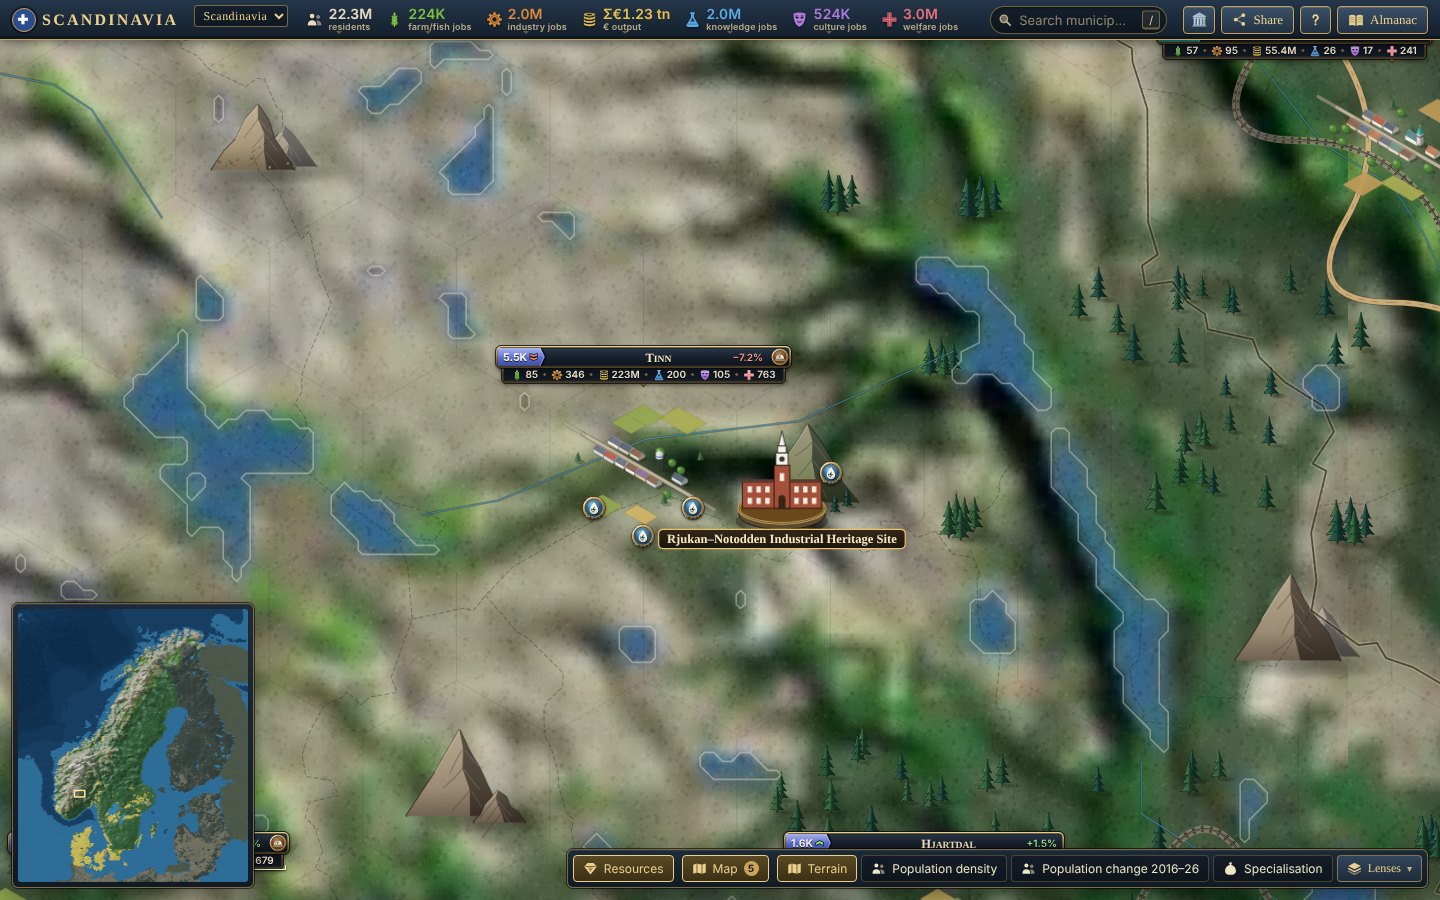 SCANDINAVIA
Scandinavia
22.3M
residents
224K
farm/fish jobs
2.0M
industry jobs
Σ€1.23 tn
€ output
2.0M
knowledge jobs
524K
culture jobs
3.0M
welfare jobs
Search municip... /
Share
?
Almanac
57 • 95 • 55.4M • 26 • 17 • 241
5.5K TINN −7.2%
85 • 346 • 223M • 200 • 105 • 763
Rjukan–Notodden Industrial Heritage Site
%
679
1.6K HJARTDAL +1.5%
Resources
Map 5
Terrain
Population density
Population change 2016–26
Specialisation
Lenses ▾